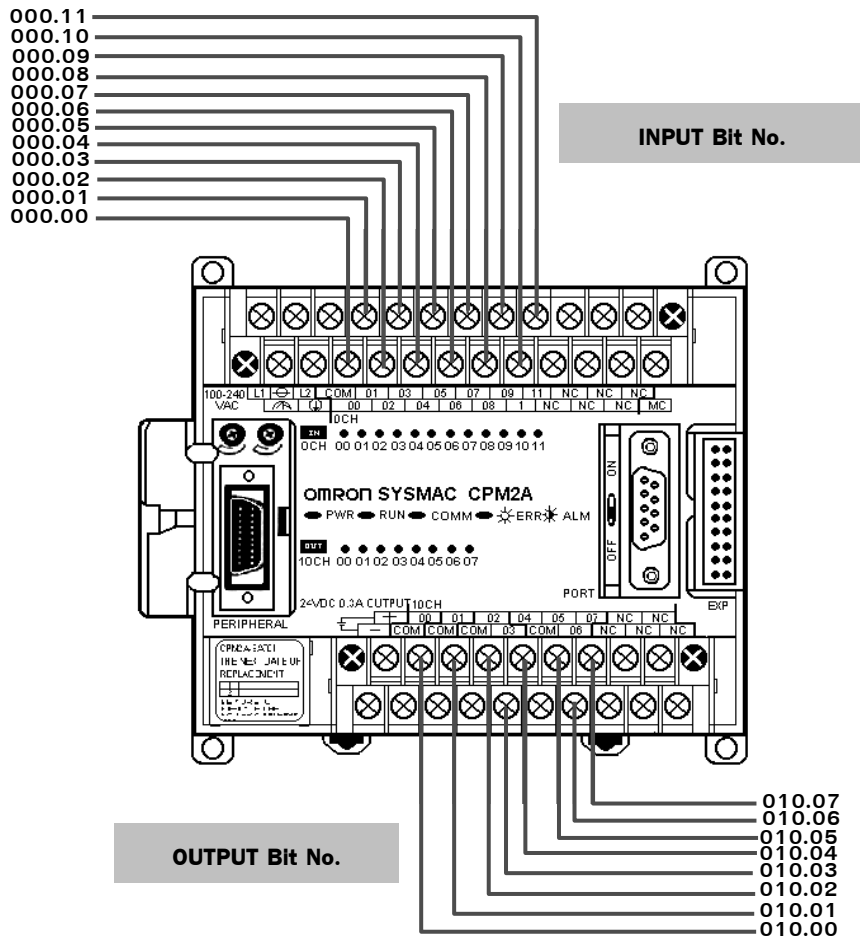 000.11
000.10
000.09
000.08
000.07
000.06
000.05
000.04
000.03
000.02
000.01
000.00
INPUT Bit No.
100-240 VAC
L1 L2 COM 01 03 05 07 09 11 NC NC NC
00 02 04 06 08 1 NC NC NC MC
0CH
IN
0CH 00 01 02 03 04 05 06 07 08 09 10 11
OMRON SYSMAC CPM2A
PWR RUN COMM ERR ALM
OUT
10CH 00 01 02 03 04 05 06 07
ON
OFF
PORT
EXP
PERIPHERAL
24VDC 0.3A OUTPUT 10CH
+ 00 01 02 04 05 07 NC NC
− COM COM COM 03 COM 06 NC NC NC
REPLACEMENT
OUTPUT Bit No.
010.07
010.06
010.05
010.04
010.03
010.02
010.01
010.00